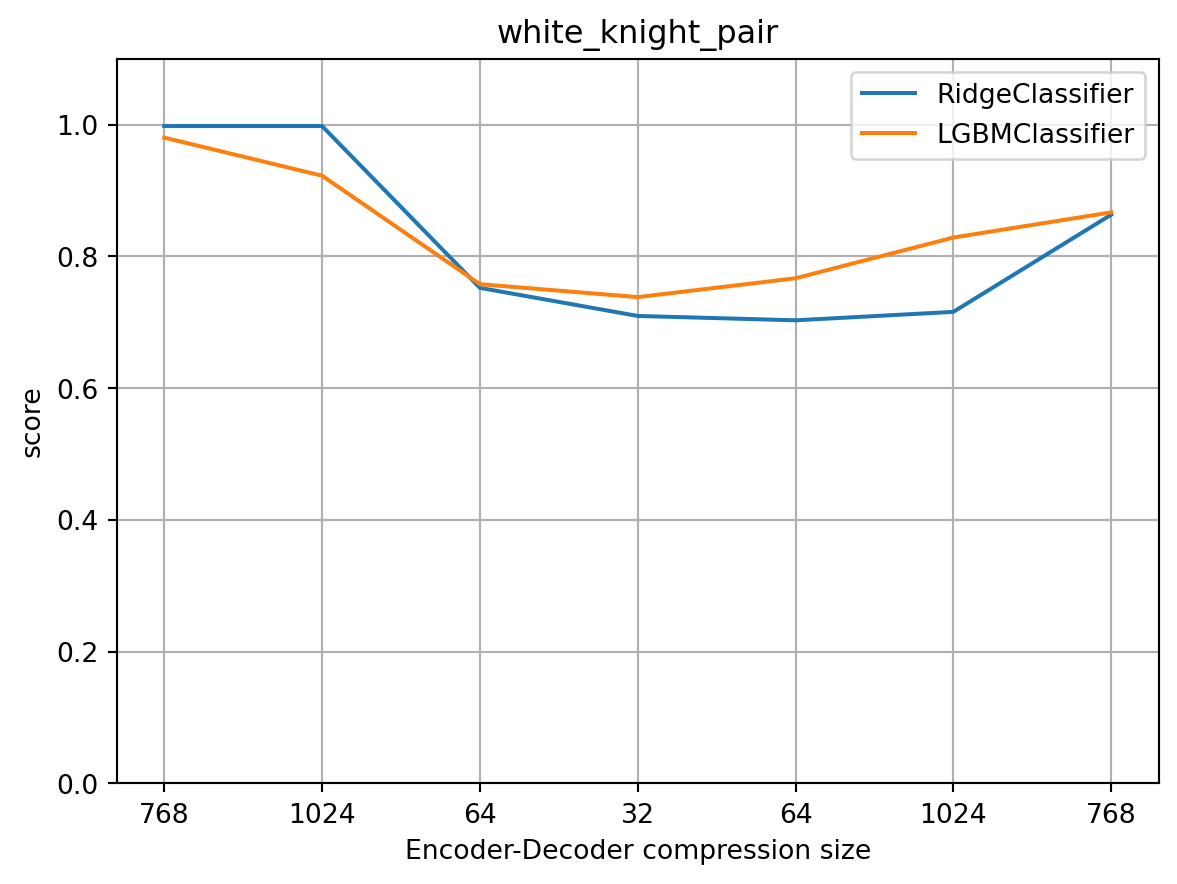 white_knight_pair
RidgeClassifier
LGBMClassifier
1.0
0.8
0.6
0.4
0.2
0.0
score
768 1024 64 32 64 1024 768
Encoder-Decoder compression size